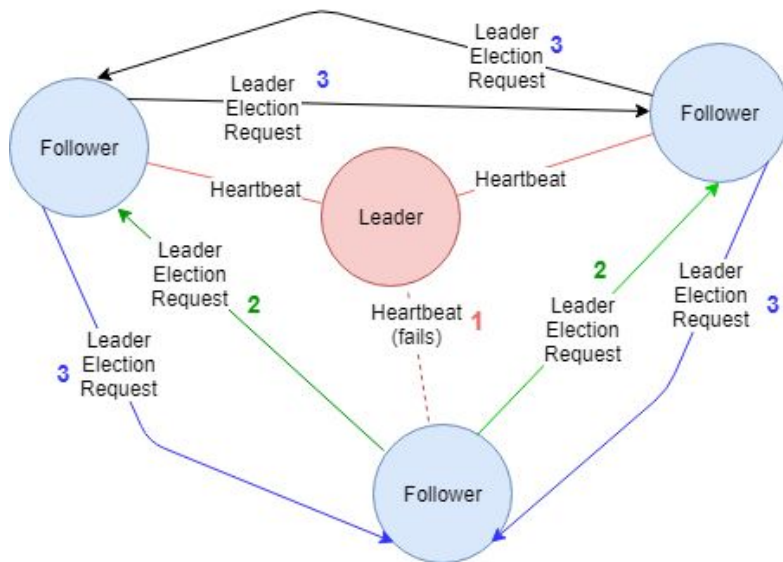 Leader
Election
Request
3
Leader
Election
Request
3
Follower
Follower
Heartbeat
Heartbeat
Leader
Leader
Election
Request
2
2
Leader
Election
Request
Leader
Election
Request
3
Heartbeat
(fails)
1
Leader
Election
Request
3
Follower